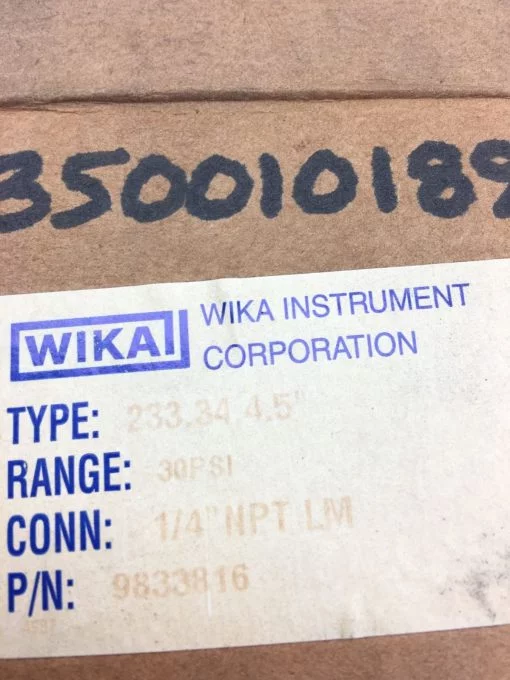 350010189
WIKA
WIKA INSTRUMENT
CORPORATION
TYPE: 233.34 4.5"
RANGE: 30PSI
CONN: 1/4" NPT LM
P/N: 9833816